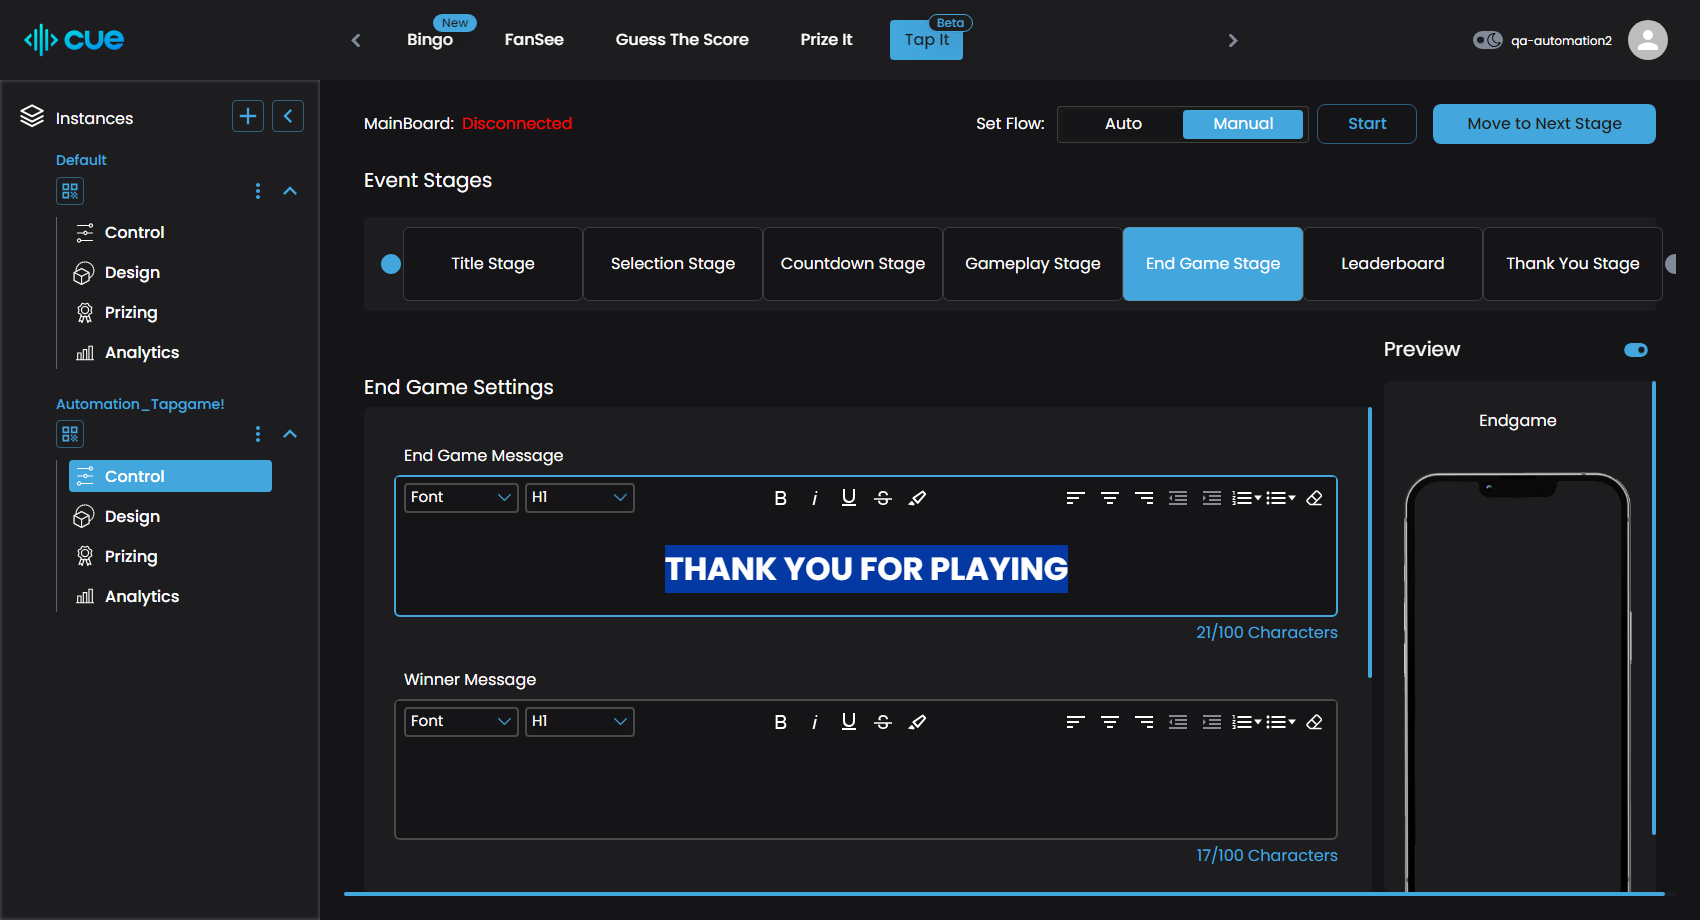 cue
New
Bingo
FanSee
Guess The Score
Prize It
Beta
Tap It
qa-automation2
Instances
Default
Control
Design
Prizing
Analytics
Automation_Tapgame!
Control
Design
Prizing
Analytics
MainBoard: Disconnected
Set Flow:
Auto
Manual
Start
Move to Next Stage
Event Stages
Title Stage
Selection Stage
Countdown Stage
Gameplay Stage
End Game Stage
Leaderboard
Thank You Stage
End Game Settings
End Game Message
Font
H1
B i U S
THANK YOU FOR PLAYING
21/100 Characters
Winner Message
Font
H1
B i U S
17/100 Characters
Preview
Endgame